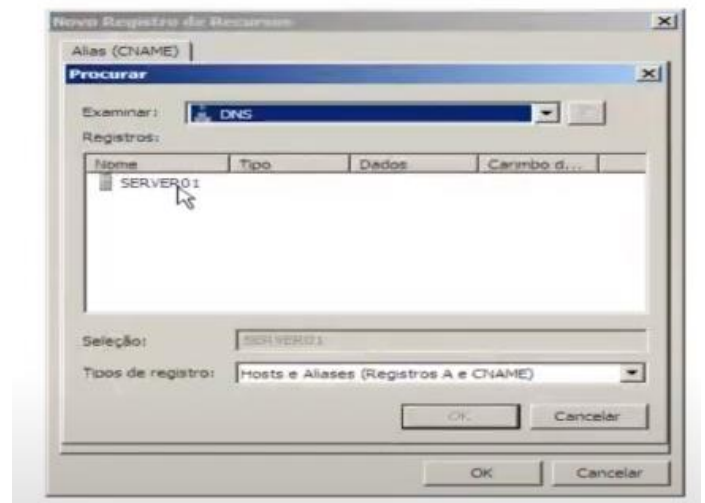 Novo Registro de Recursos
Alias (CNAME)
Procurar
Examinar: DNS
Registros:
Nome Tipo Dados Carimbo d...
SERVER01
Seleção: SERVER01
Tipos de registro: Hosts e Aliases (Registros A e CNAME)
OK Cancelar
OK Cancelar